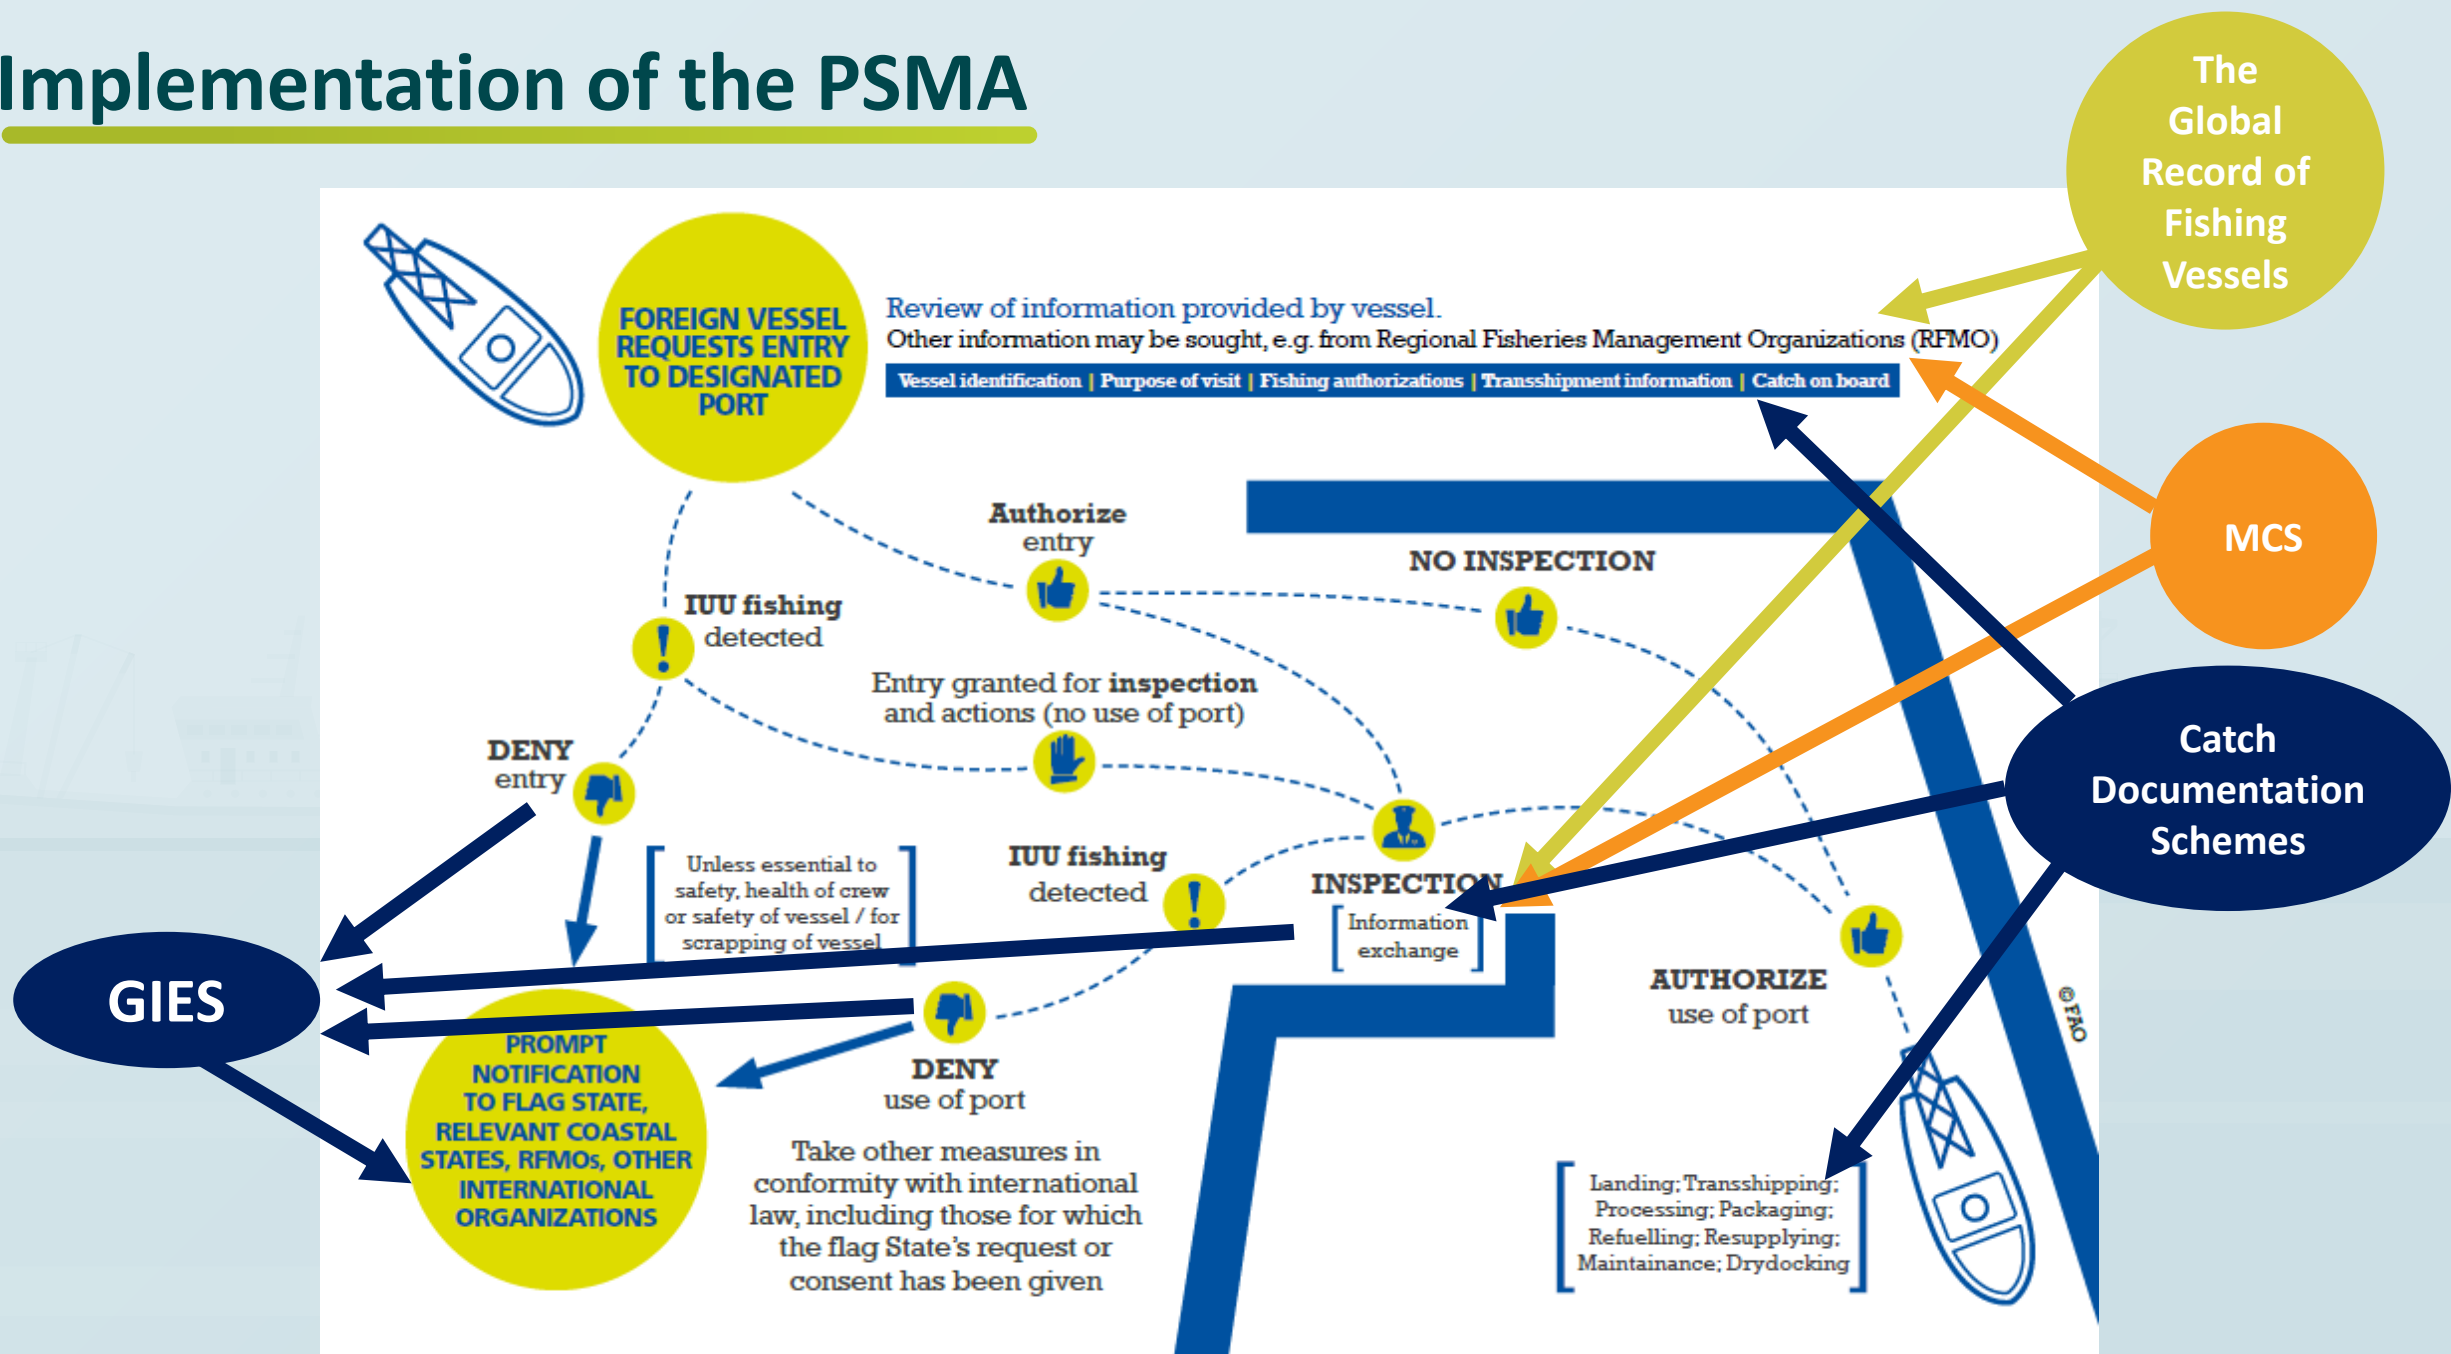 Implementation of the PSMA
The
Global
Record of
Fishing
Vessels
FOREIGN VESSEL
REQUESTS ENTRY
TO DESIGNATED
PORT
Review of information provided by vessel.
Other information may be sought, e.g. from Regional Fisheries Management Organizations (RFMO)
Vessel identification | Purpose of visit | Fishing authorizations | Transshipment information | Catch on board
MCS
Authorize
entry
NO INSPECTION
IUU fishing
detected
Entry granted for inspection
and actions (no use of port)
DENY
entry
Catch
Documentation
Schemes
Unless essential to
safety, health of crew
or safety of vessel / for
scrapping of vessel
IUU fishing
detected
INSPECTION
Information
exchange
GIES
AUTHORIZE
use of port
© FAO
PROMPT
NOTIFICATION
TO FLAG STATE,
RELEVANT COASTAL
STATES, RFMOs, OTHER
INTERNATIONAL
ORGANIZATIONS
DENY
use of port
Take other measures in
conformity with international
law, including those for which
the flag State's request or
consent has been given
Landing; Transshipping;
Processing; Packaging;
Refuelling; Resupplying;
Maintainance; Drydocking